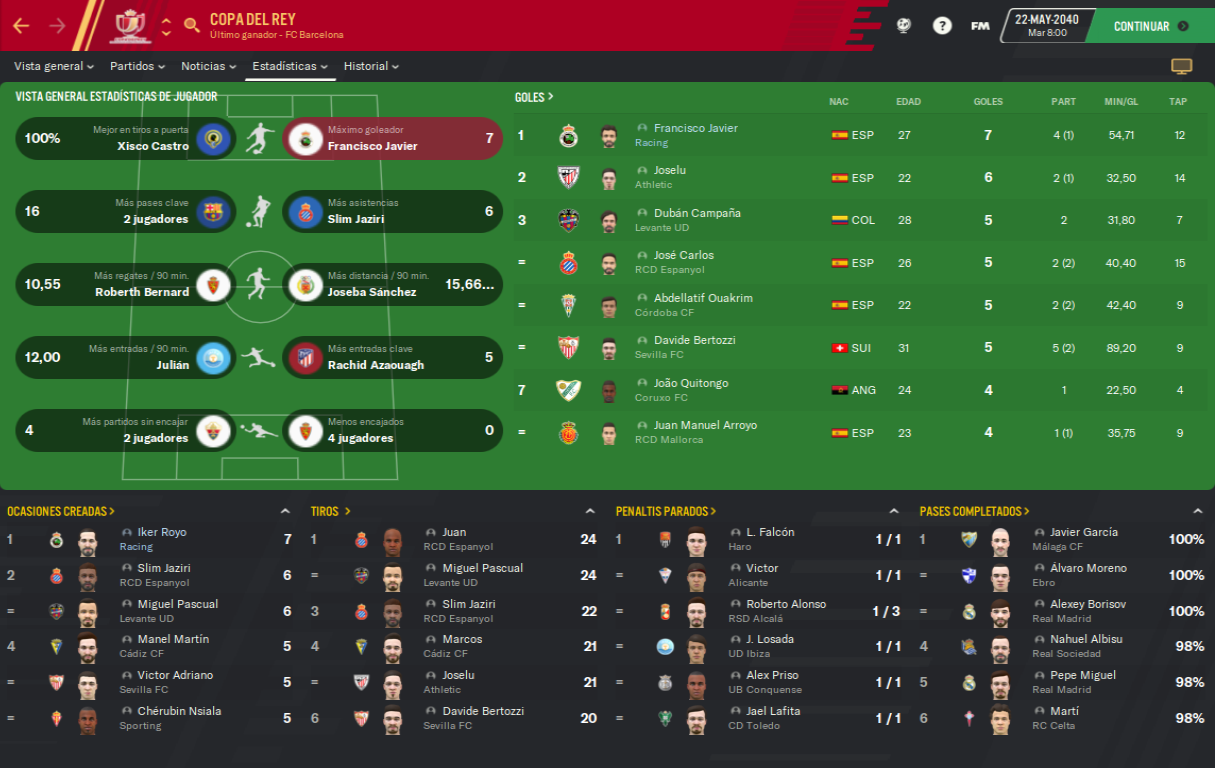 COPA DEL REY
Último ganador - FC Barcelona
?
FM
22-MAY-2040
Mar 8:00
CONTINUAR
Vista general
Partidos
Noticias
Estadísticas
Historial
VISTA GENERAL ESTADÍSTICAS DE JUGADOR
100% Mejor en tiros a puerta
Xisco Castro
Máximo goleador
Francisco Javier 7
16 Más pases clave
2 jugadores
Más asistencias
Slim Jaziri 6
10,55 Más regates / 90 min.
Roberth Bernard
Más distancia / 90 min.
Joseba Sánchez 15,66...
12,00 Más entradas / 90 min.
Julián
Más entradas clave
Rachid Azaouagh 5
4 Más partidos sin encajar
2 jugadores
Menos encajados
4 jugadores 0
GOLES > NAC EDAD GOLES PART MIN/GL TAP
1 Francisco Javier ESP 27 7 4 (1) 54,71 12
Racing
2 Joselu ESP 22 6 2 (1) 32,50 14
Athletic
3 Dubán Campaña COL 28 5 2 31,80 7
Levante UD
= José Carlos ESP 26 5 2 (2) 40,40 15
RCD Espanyol
= Abdellatif Ouakrim ESP 22 5 2 (2) 42,40 9
Córdoba CF
= Davide Bertozzi SUI 31 5 5 (2) 89,20 9
Sevilla FC
7 João Quitongo ANG 24 4 1 22,50 4
Coruxo FC
= Juan Manuel Arroyo ESP 23 4 1 (1) 35,75 9
RCD Mallorca
OCASIONES CREADAS >
1 Iker Royo 7
Racing
2 Slim Jaziri 6
RCD Espanyol
= Miguel Pascual 6
Levante UD
4 Manel Martín 5
Cádiz CF
= Victor Adriano 5
Sevilla FC
= Chérubin Nsiala 5
Sporting
TIROS >
1 Juan 24
RCD Espanyol
= Miguel Pascual 24
Levante UD
3 Slim Jaziri 22
RCD Espanyol
4 Marcos 21
Cádiz CF
= Joselu 21
Athletic
6 Davide Bertozzi 20
Sevilla FC
PENALTIS PARADOS >
1 L. Falcón 1 / 1
Haro
= Victor 1 / 1
Alicante
= Roberto Alonso 1 / 3
RSD Alcalá
= J. Losada 1 / 1
UD Ibiza
= Alex Priso 1 / 1
UB Conquense
= Jael Lafita 1 / 1
CD Toledo
PASES COMPLETADOS >
1 Javier García 100%
Málaga CF
= Álvaro Moreno 100%
Ebro
= Alexey Borisov 100%
Real Madrid
4 Nahuel Albisu 98%
Real Sociedad
5 Pepe Miguel 98%
Real Madrid
6 Martí 98%
RC Celta